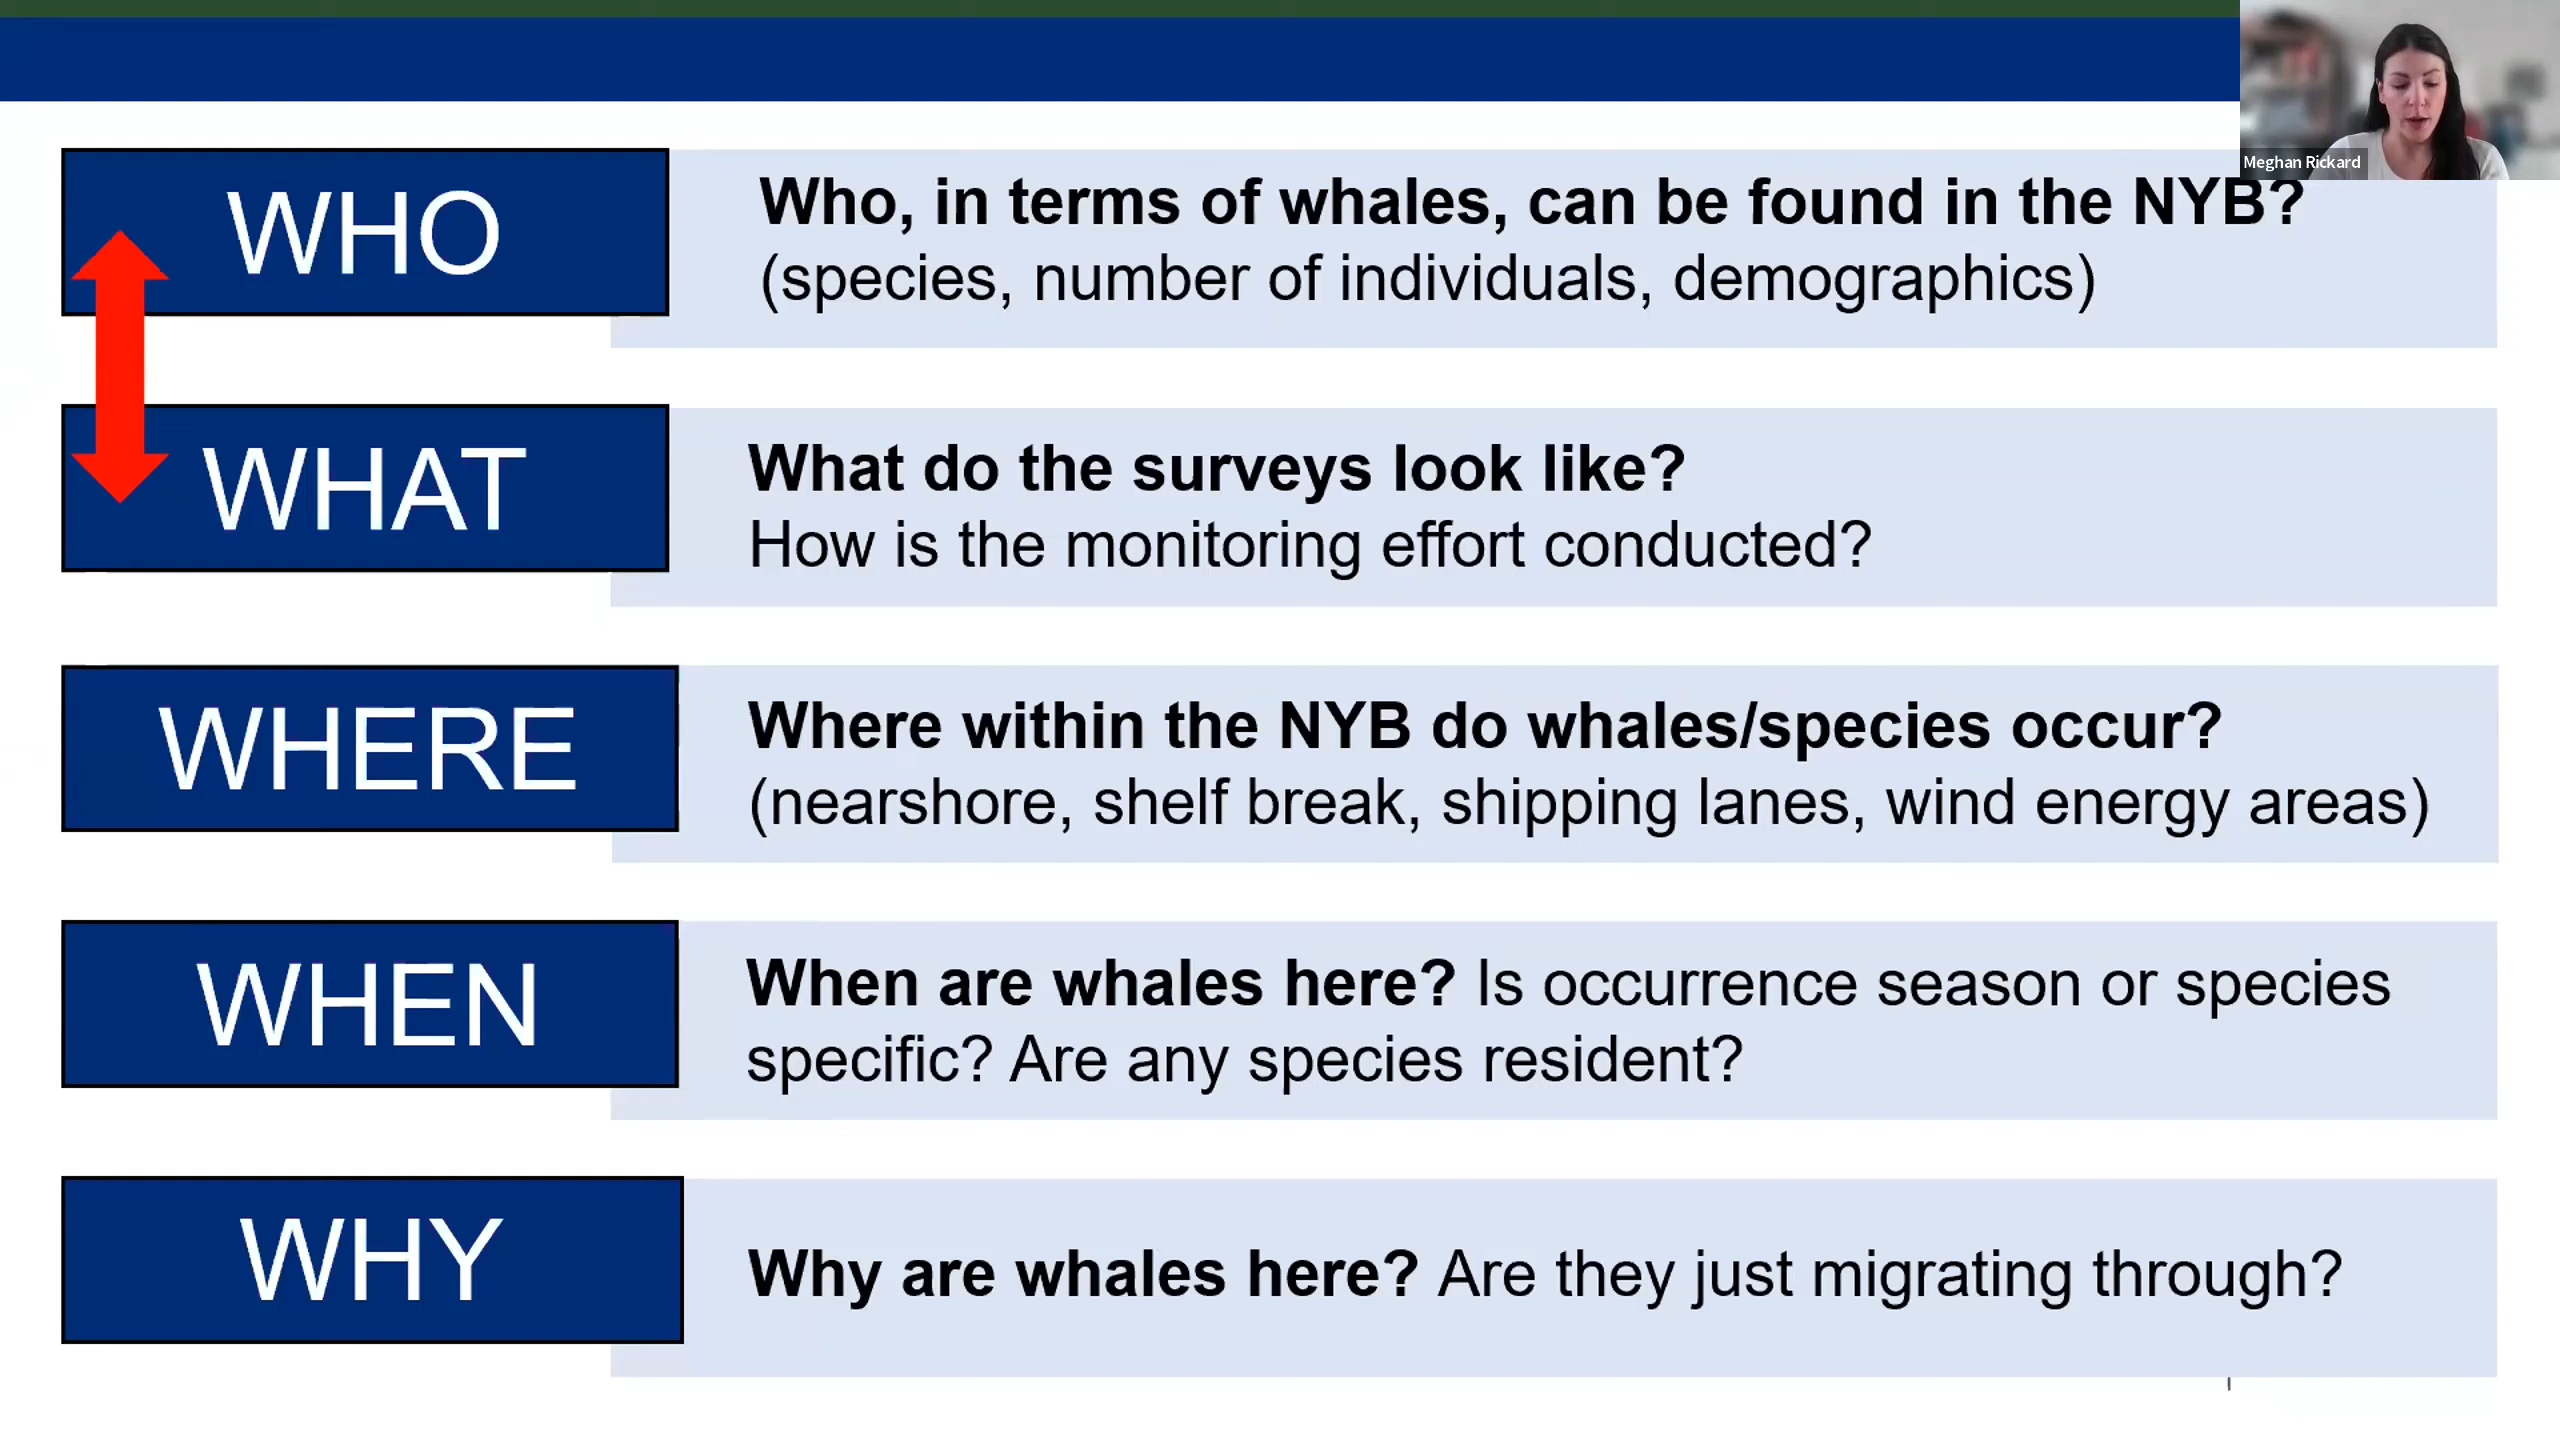 Meghan Rickard
WHO
Who, in terms of whales, can be found in the NYB?
(species, number of individuals, demographics)
WHAT
What do the surveys look like?
How is the monitoring effort conducted?
WHERE
Where within the NYB do whales/species occur?
(nearshore, shelf break, shipping lanes, wind energy areas)
WHEN
When are whales here? Is occurrence season or species
specific? Are any species resident?
WHY
Why are whales here? Are they just migrating through?